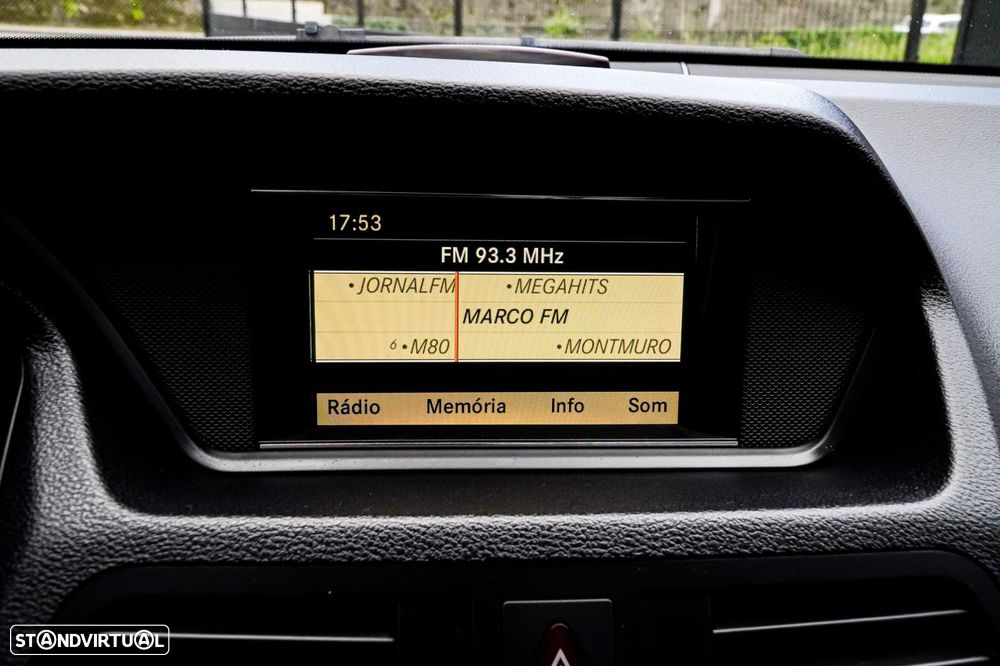 17:53
FM 93.3 MHz
•JORNALFM •MEGAHITS
MARCO FM
6 •M80 •MONTMURO
Rádio Memória Info Som
STANDVIRTUAL